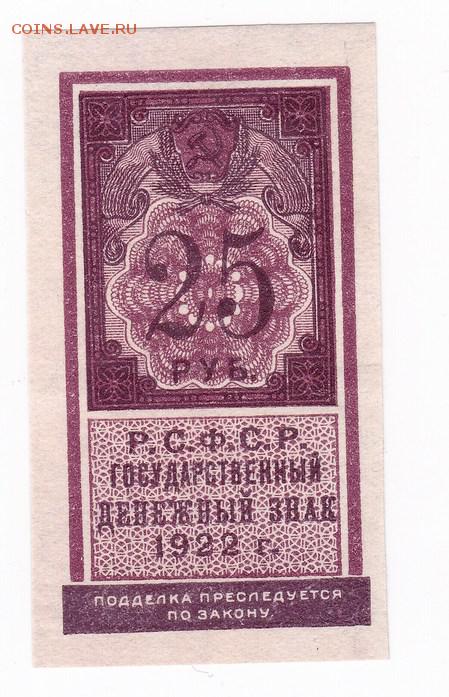 COINS.LAVE.RU
25
РУБ.
Р.С.Ф.С.Р.
ГОСУДАРСТВЕННЫЙ
ДЕНЕЖНЫЙ ЗНАК
1922 г.
ПОДДЕЛКА ПРЕСЛЕДУЕТСЯ
ПО ЗАКОНУ.